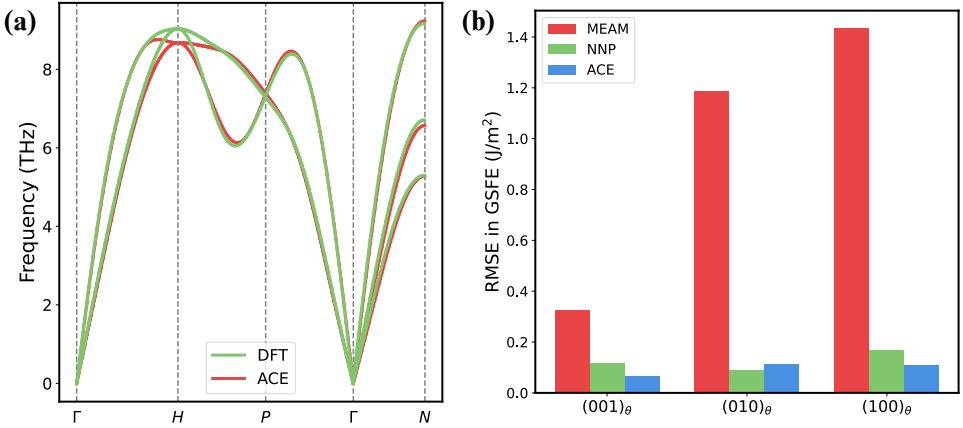 (a)
Frequency (THz)
8
6
4
2
0
DFT
ACE
Γ
H
P
Γ
N
(b)
RMSE in GSFE (J/m²)
1.4
1.2
1.0
0.8
0.6
0.4
0.2
0.0
MEAM
NNP
ACE
(001)θ
(010)θ
(100)θ